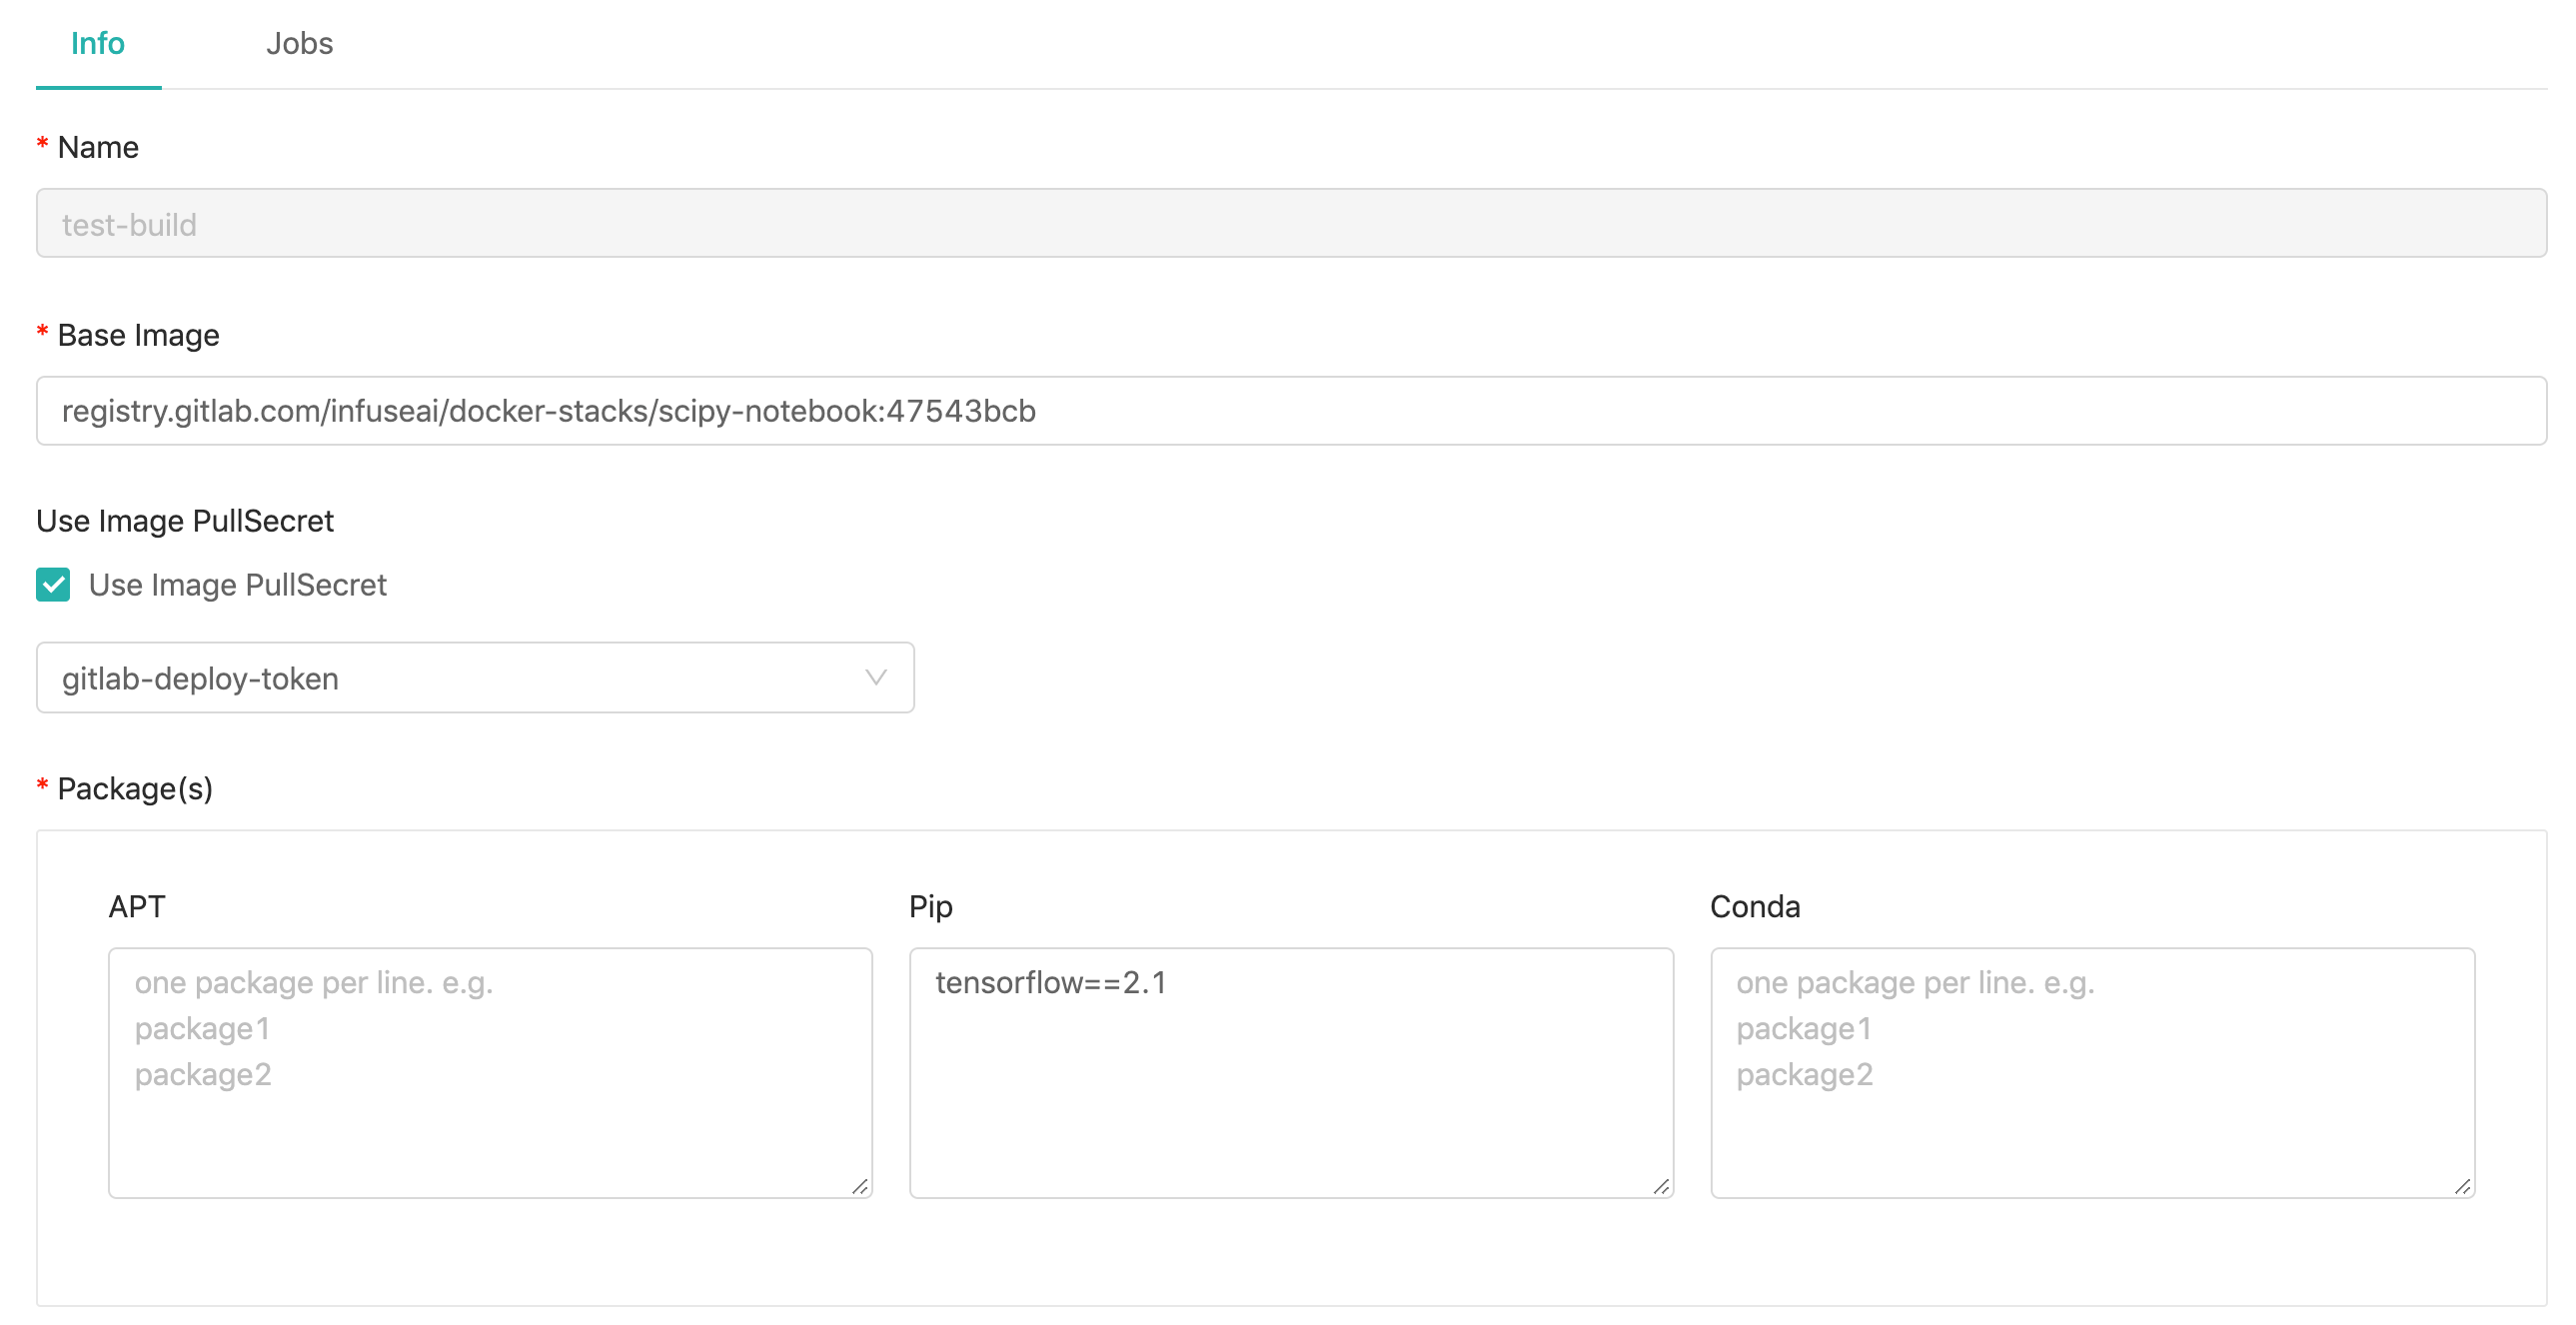 Info Jobs
* Name
test-build
* Base Image
registry.gitlab.com/infuseai/docker-stacks/scipy-notebook:47543bcb
Use Image PullSecret
Use Image PullSecret
gitlab-deploy-token
* Package(s)
APT
one package per line. e.g.
package1
package2
Pip
tensorflow==2.1
Conda
one package per line. e.g.
package1
package2